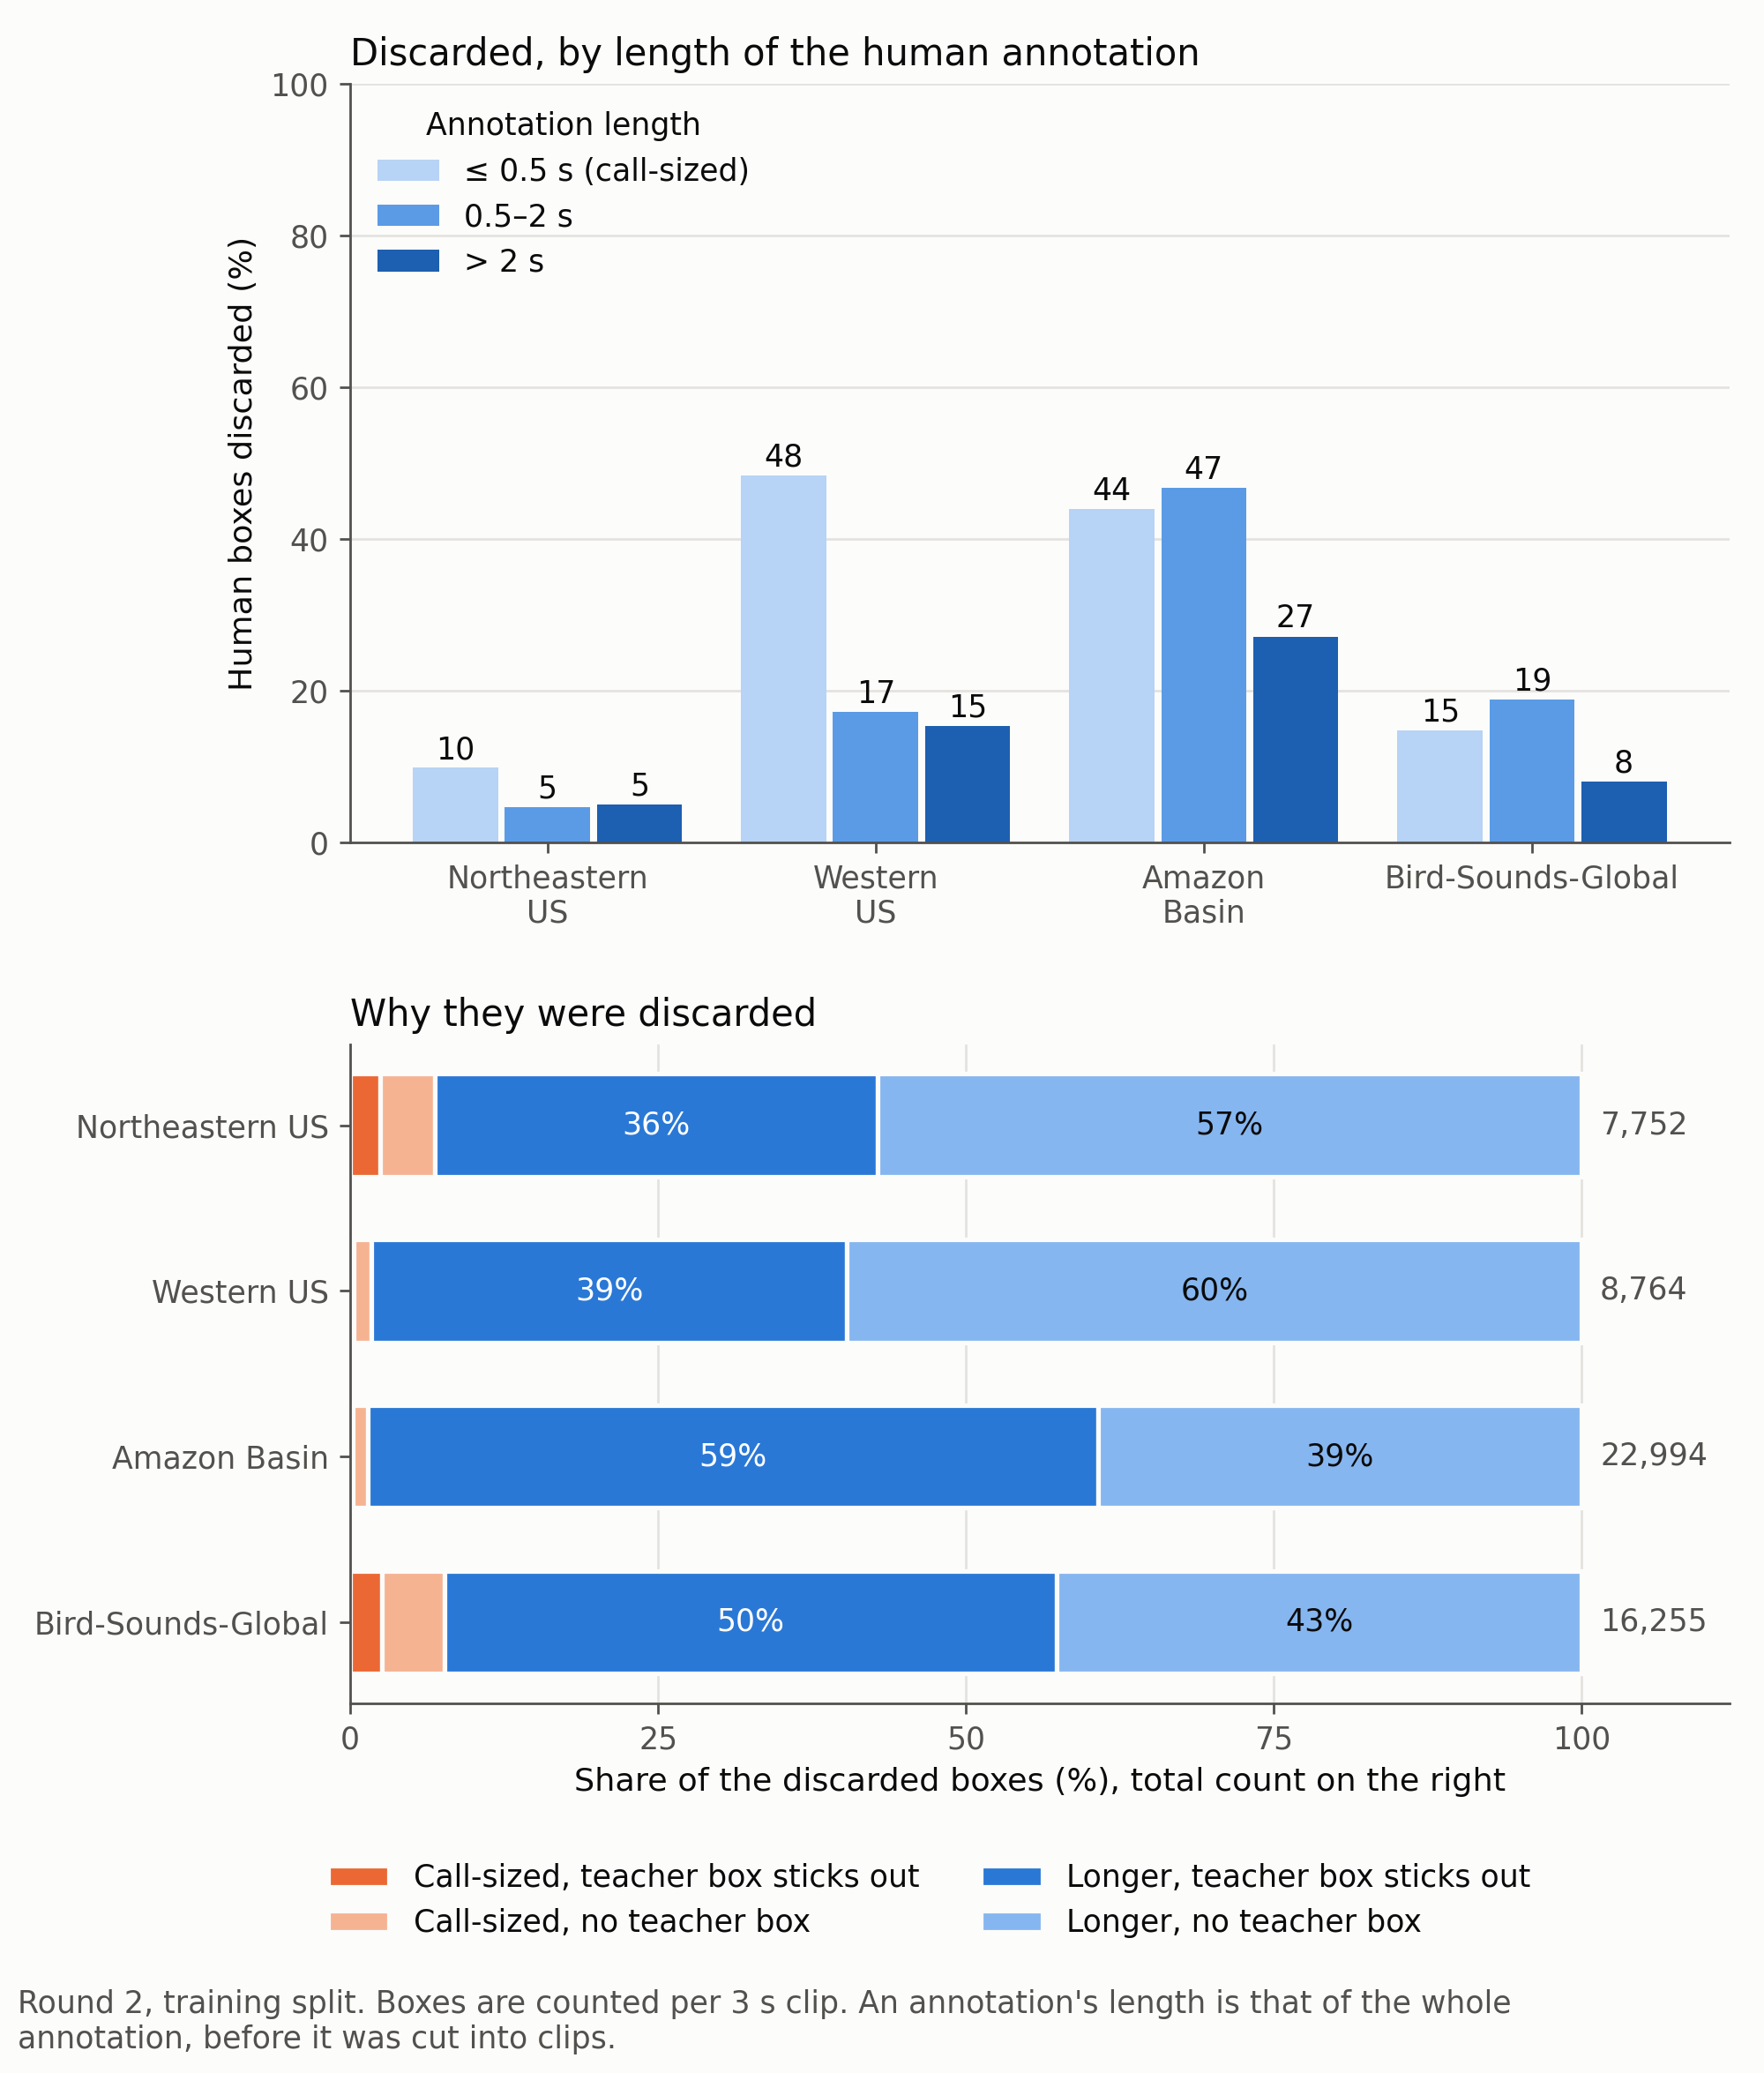 Discarded, by length of the human annotation
Human boxes discarded (%)
100
80
60
40
20
0
Annotation length
≤ 0.5 s (call-sized)
0.5–2 s
> 2 s
10
5
5
48
17
15
44
47
27
15
19
8
Northeastern
US
Western
US
Amazon
Basin
Bird-Sounds-Global
Why they were discarded
Northeastern US
36%
57%
7,752
Western US
39%
60%
8,764
Amazon Basin
59%
39%
22,994
Bird-Sounds-Global
50%
43%
16,255
0
25
50
75
100
Share of the discarded boxes (%), total count on the right
Call-sized, teacher box sticks out
Call-sized, no teacher box
Longer, teacher box sticks out
Longer, no teacher box
Round 2, training split. Boxes are counted per 3 s clip. An annotation's length is that of the whole
annotation, before it was cut into clips.